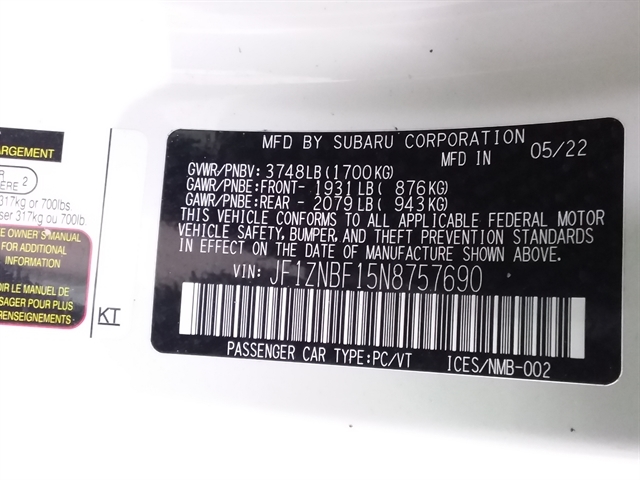 ARGEMENT
ÈRE 2
317kg or 700lbs
ser 317kg ou 700lb.
E OWNER'S MANUAL
FOR ADDITIONAL
INFORMATION
IR LE MANUEL DE
SAGER POUR PLUS
RENSEIGNEMENTS
KT
MFD BY SUBARU CORPORATION
MFD IN 05/22
GVWR/PNBV: 3748LB(1700KG)
GAWR/PNBE:FRONT- 1931LB( 876KG)
GAWR/PNBE:REAR - 2079LB( 943KG)
THIS VEHICLE CONFORMS TO ALL APPLICABLE FEDERAL MOTOR
VEHICLE SAFETY, BUMPER, AND THEFT PREVENTION STANDARDS
IN EFFECT ON THE DATE OF MANUFACTURE SHOWN ABOVE.
VIN: JF1ZNBF15N8757690
PASSENGER CAR TYPE:PC/VT ICES/NMB-002